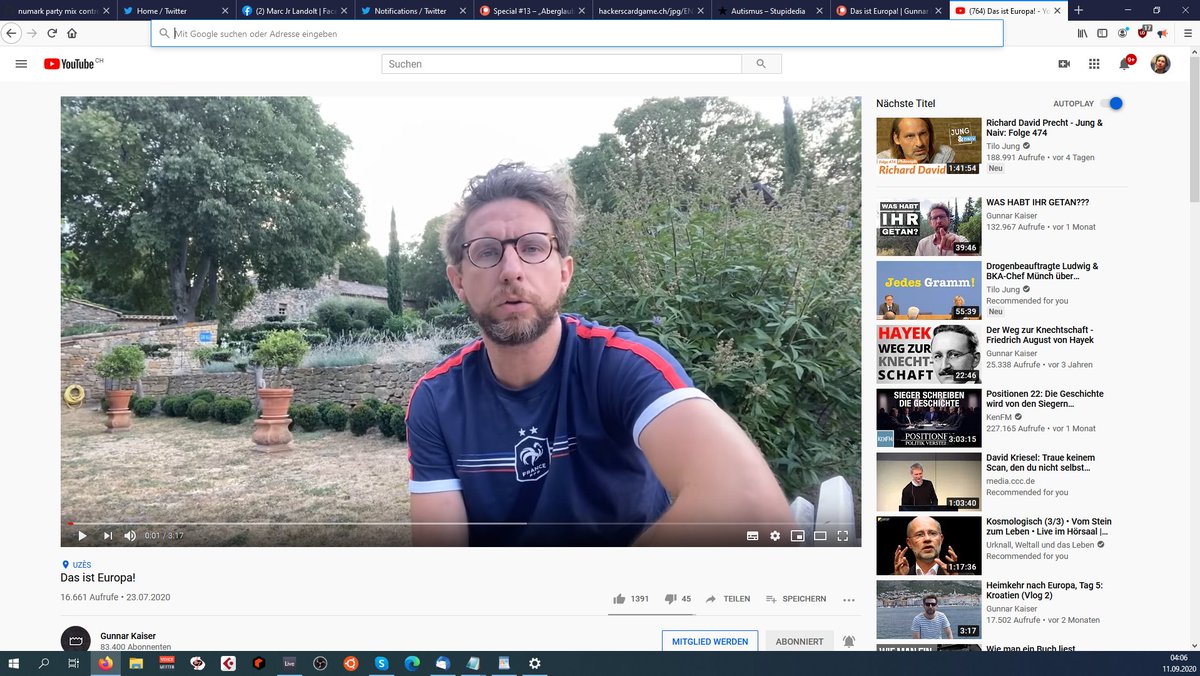 numark party mix contro
Home / Twitter
(2) Marc Jr Landolt | Fac
Notifications / Twitter
Special #13 – „Aberglaub
hackerscardgame.ch/jpg/EN
Autismus – Stupidedia
Das ist Europa! | Gunnar
(764) Das ist Europa! - Yo
Mit Google suchen oder Adresse eingeben
17
YouTube CH
Suchen
9+
FRANCE
0:01 / 3:17
UZÈS
Das ist Europa!
16.661 Aufrufe • 23.07.2020
1391
45
TEILEN
SPEICHERN
Gunnar Kaiser
83.400 Abonnenten
MITGLIED WERDEN
ABONNIERT
Nächste Titel
AUTOPLAY
JUNG & NAIV
Richard David
1:41:54
Richard David Precht - Jung &
Naiv: Folge 474
Tilo Jung
188.991 Aufrufe • vor 4 Tagen
Neu
WAS HABT
IHR
GETAN?
39:46
WAS HABT IHR GETAN???
Gunnar Kaiser
132.967 Aufrufe • vor 1 Monat
Jedes Gramm!
55:39
Drogenbeauftragte Ludwig &
BKA-Chef Münch über…
Tilo Jung
Recommended for you
Neu
HAYEK
WEG ZUR
KNECHT-
SCHAFT
22:46
Der Weg zur Knechtschaft -
Friedrich August von Hayek
Gunnar Kaiser
25.338 Aufrufe • vor 3 Jahren
SIEGER SCHREIBEN
DIE GESCHICHTE
KENFM
POSITIONE
POLITIK VERSTE
3:03:15
Positionen 22: Die Geschichte
wird von den Siegern…
KenFM
227.165 Aufrufe • vor 1 Monat
1:03:40
David Kriesel: Traue keinem
Scan, den du nicht selbst…
media.ccc.de
Recommended for you
1:17:36
Kosmologisch (3/3) • Vom Stein
zum Leben • Live im Hörsaal |…
Urknall, Weltall und das Leben
Recommended for you
3:17
Heimkehr nach Europa, Tag 5:
Kroatien (Vlog 2)
Gunnar Kaiser
17.502 Aufrufe • vor 2 Monaten
WIE MAN EIN
Wie man ein Buch liest
Live
04:06
11.09.2020